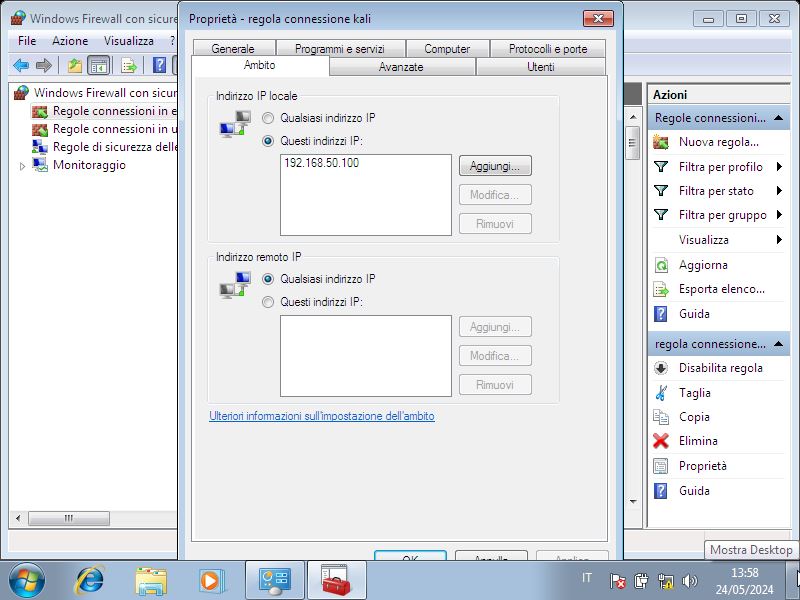 Windows Firewall con sicure
Proprietà - regola connessione kali
File Azione Visualizza ?
Generale Programmi e servizi Computer Protocolli e porte
Ambito Avanzate Utenti
Windows Firewall con sicur
Regole connessioni in e
Regole connessioni in u
Regole di sicurezza delle
Monitoraggio
Indirizzo IP locale
Qualsiasi indirizzo IP
Questi indirizzi IP:
192.168.50.100
Aggiungi...
Modifica...
Rimuovi
Indirizzo remoto IP
Qualsiasi indirizzo IP
Questi indirizzi IP:
Aggiungi...
Modifica...
Rimuovi
Ulteriori informazioni sull'impostazione dell'ambito
OK Annulla Applica
Azioni
Regole connessioni...
Nuova regola...
Filtra per profilo
Filtra per stato
Filtra per gruppo
Visualizza
Aggiorna
Esporta elenco...
Guida
regola connessione...
Disabilita regola
Taglia
Copia
Elimina
Proprietà
Guida
Mostra Desktop
IT
13:58
24/05/2024